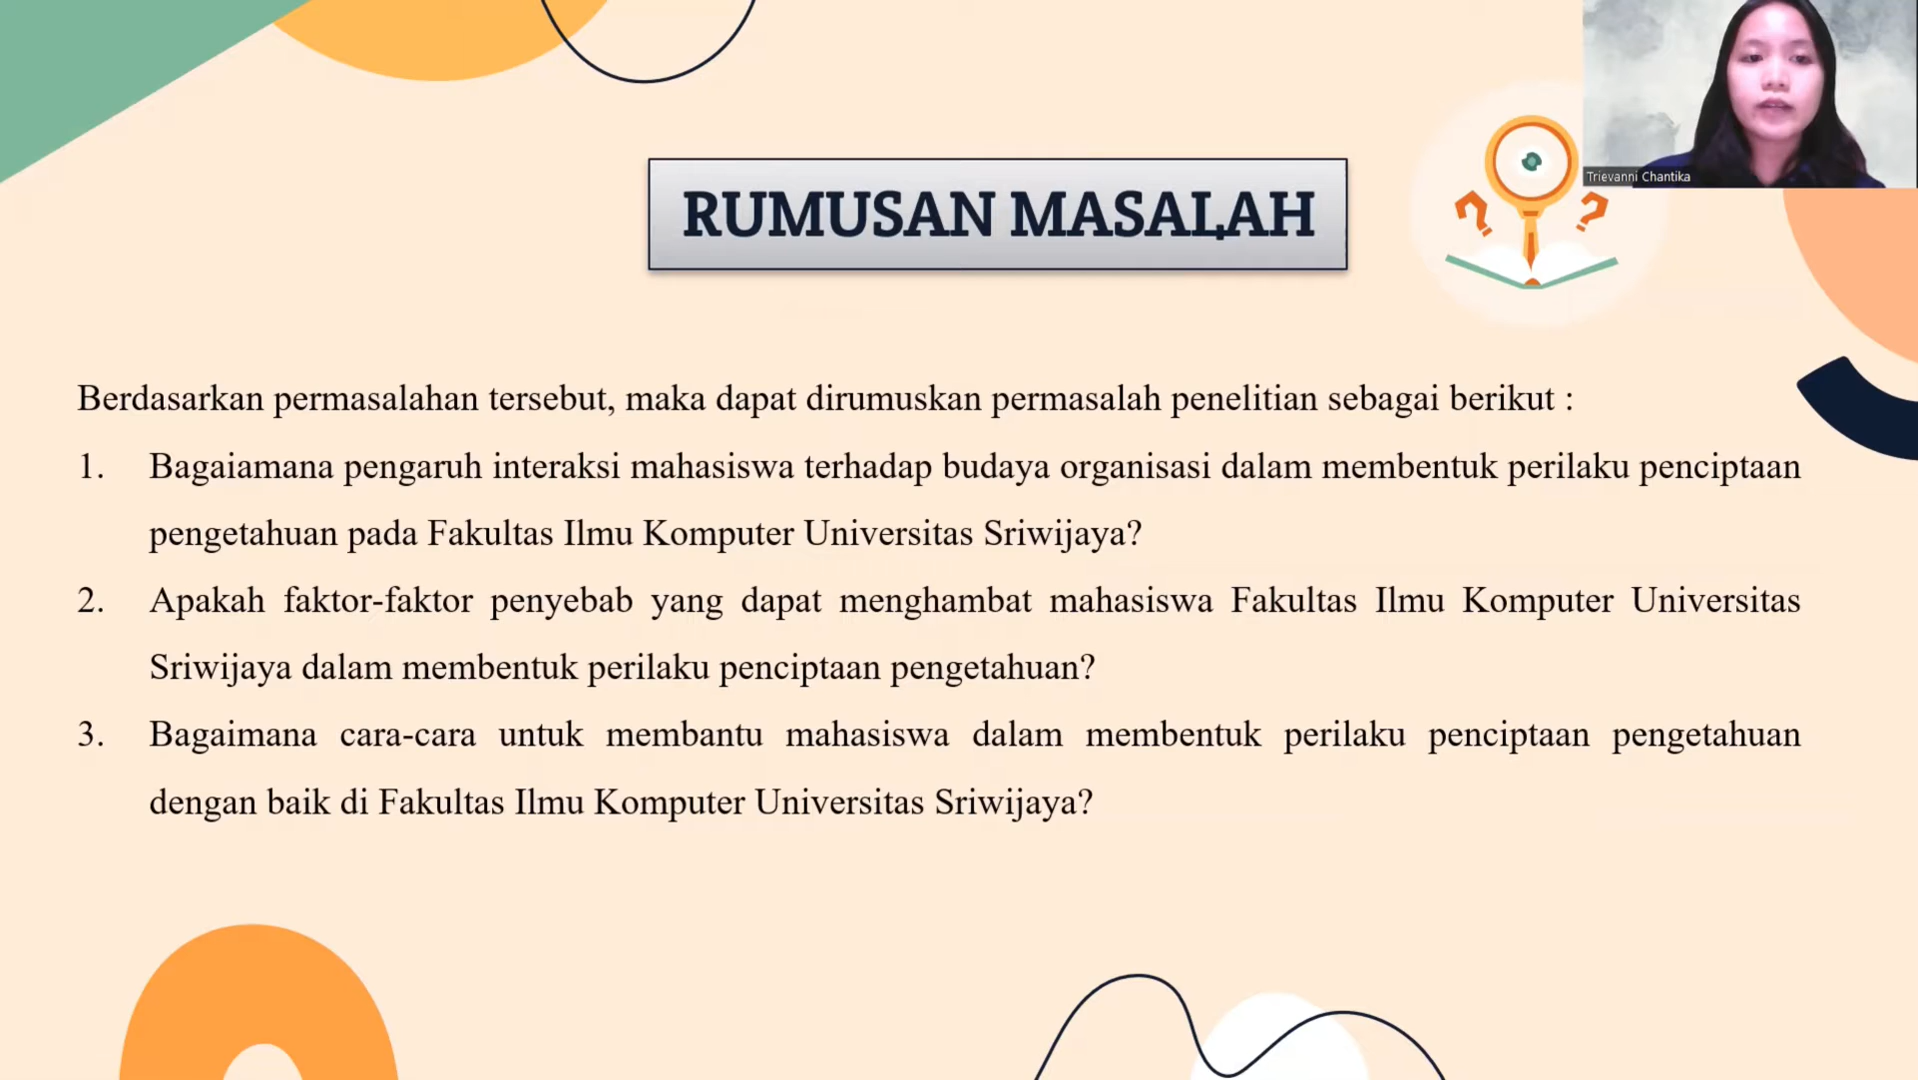 Trievanni Chantika
RUMUSAN MASALAH
Berdasarkan permasalahan tersebut, maka dapat dirumuskan permasalah penelitian sebagai berikut :
1. Bagaiamana pengaruh interaksi mahasiswa terhadap budaya organisasi dalam membentuk perilaku penciptaan
pengetahuan pada Fakultas Ilmu Komputer Universitas Sriwijaya?
2. Apakah faktor-faktor penyebab yang dapat menghambat mahasiswa Fakultas Ilmu Komputer Universitas
Sriwijaya dalam membentuk perilaku penciptaan pengetahuan?
3. Bagaimana cara-cara untuk membantu mahasiswa dalam membentuk perilaku penciptaan pengetahuan
dengan baik di Fakultas Ilmu Komputer Universitas Sriwijaya?